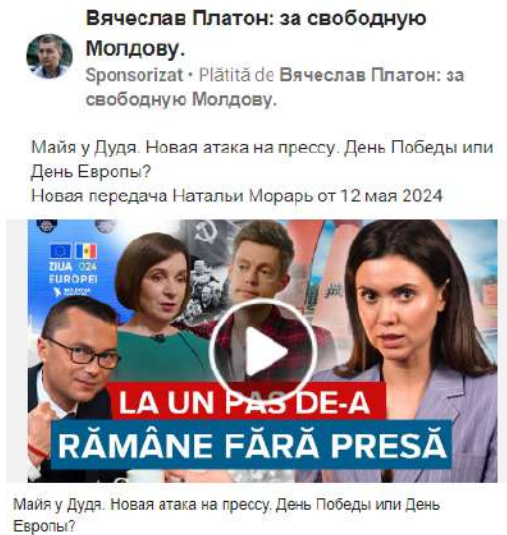 Вячеслав Платон: за свободную
Молдову.
Sponsorizat • Plătită de Вячеслав Платон: за
свободную Молдову.
Майя у Дудя. Новая атака на прессу. День Победы или
День Европы?
Новая передача Натальи Морарь от 12 мая 2024
ZIUA 024
EUROPEI
LA UN PAS DE-A
RĂMÂNE FĂRĂ PRESĂ
Майя у Дудя. Новая атака на прессу. День Победы или День
Европы?